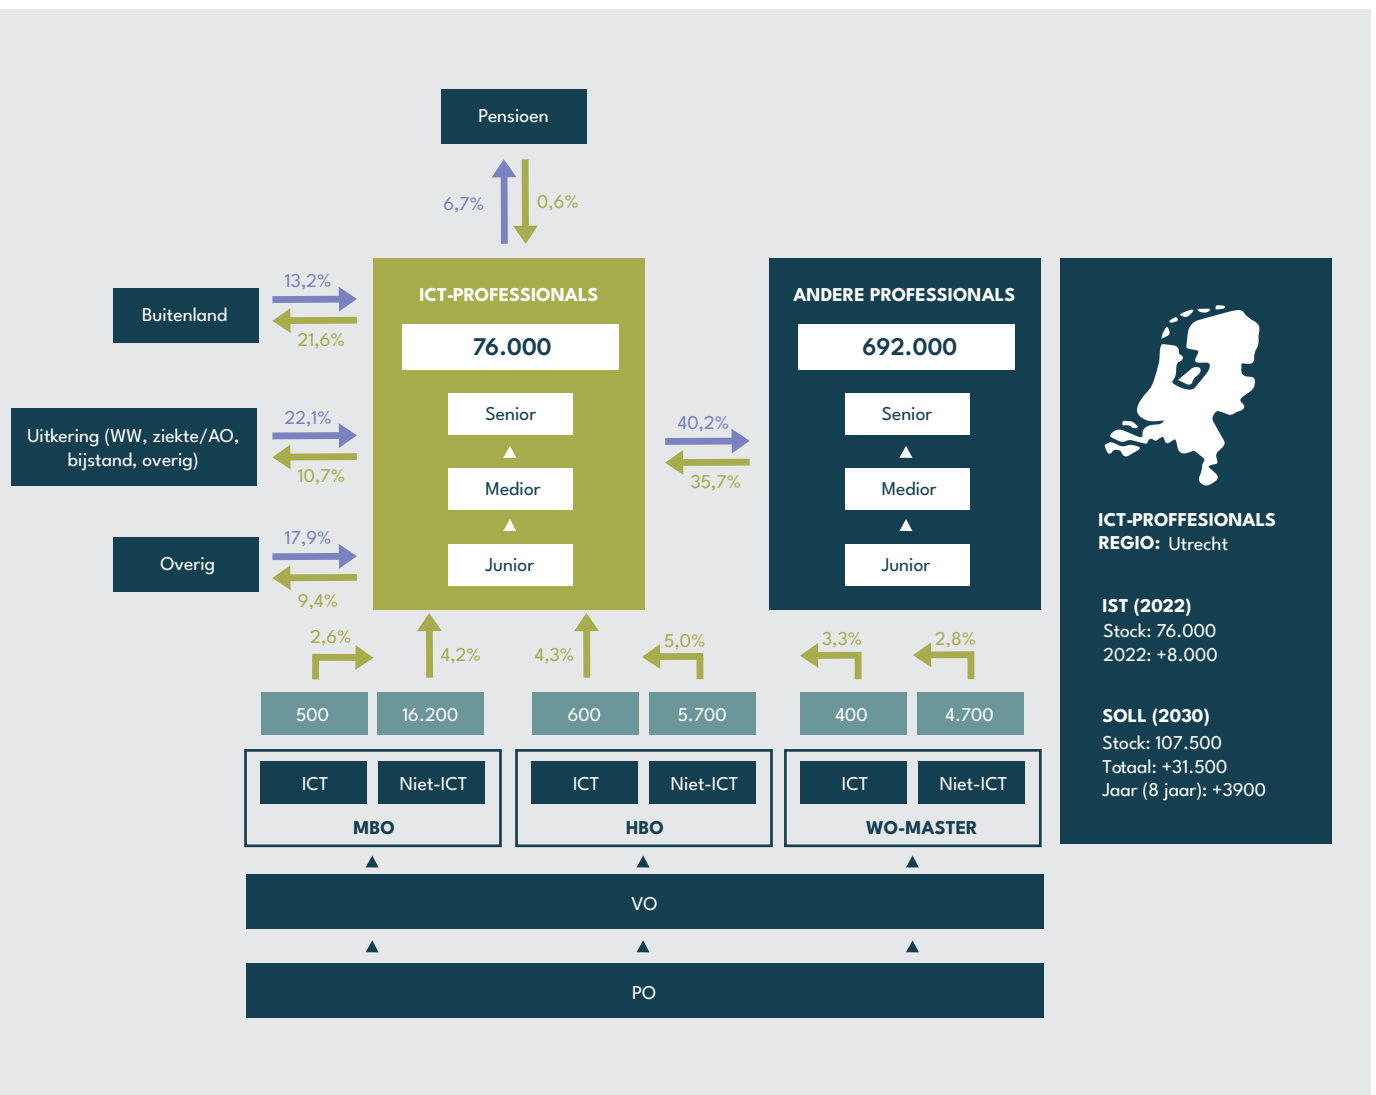 Pensioen
6,7%
0,6%
13,2%
Buitenland
21,6%
22,1%
Uitkering (WW, ziekte/AO,
bijstand, overig)
10,7%
17,9%
Overig
9,4%
ICT-PROFESSIONALS
76.000
Senior
Medior
Junior
40,2%
35,7%
ANDERE PROFESSIONALS
692.000
Senior
Medior
Junior
ICT-PROFFESIONALS
REGIO: Utrecht
IST (2022)
Stock: 76.000
2022: +8.000
SOLL (2030)
Stock: 107.500
Totaal: +31.500
Jaar (8 jaar): +3900
2,6%
4,2%
4,3%
5,0%
3,3%
2,8%
500
16.200
600
5.700
400
4.700
ICT
Niet-ICT
MBO
ICT
Niet-ICT
HBO
ICT
Niet-ICT
WO-MASTER
VO
PO